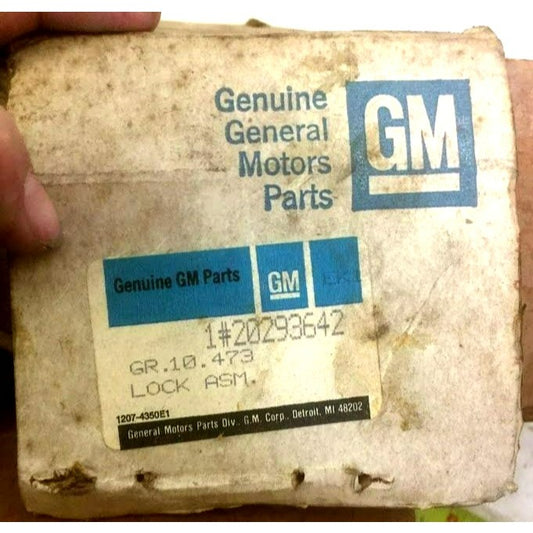 Genuine
General
Motors
Parts
GM
Genuine GM Parts
GM
1#20293642
GR.10.473
LOCK ASM.
1207-4350E1
General Motors Parts Div., G.M. Corp., Detroit, MI 48202